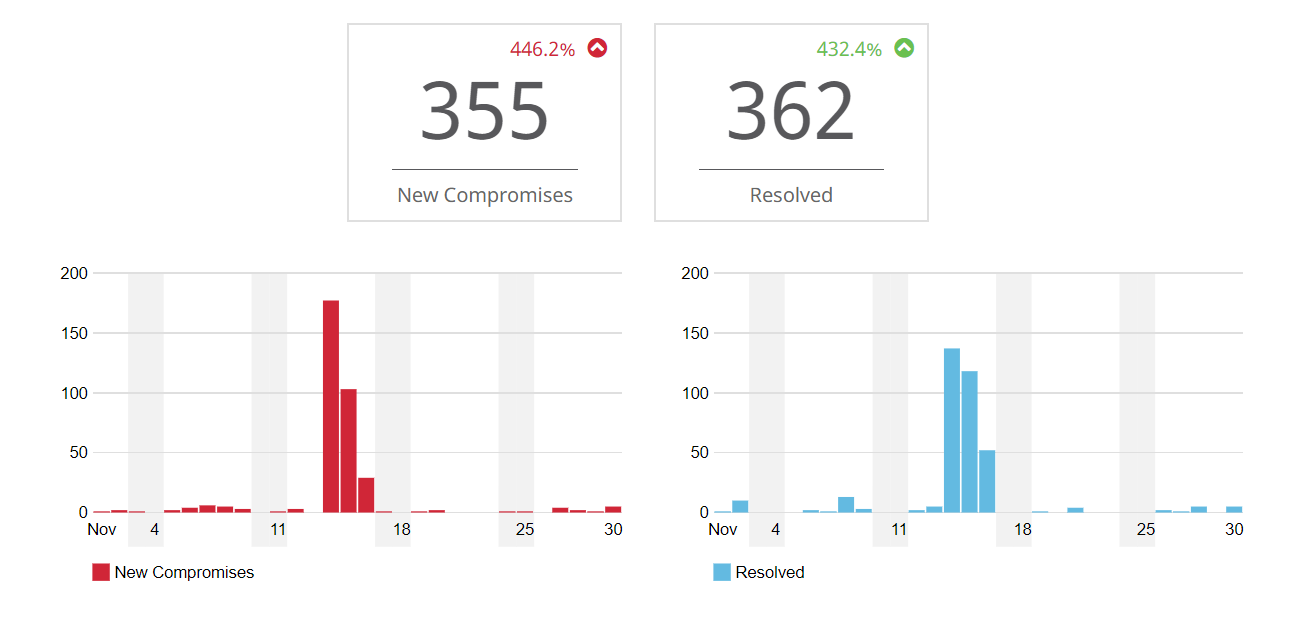 446.2%
355
New Compromises
432.4%
362
Resolved
200
150
100
50
0
Nov 4 11 18 25 30
New Compromises
200
150
100
50
0
Nov 4 11 18 25 30
Resolved